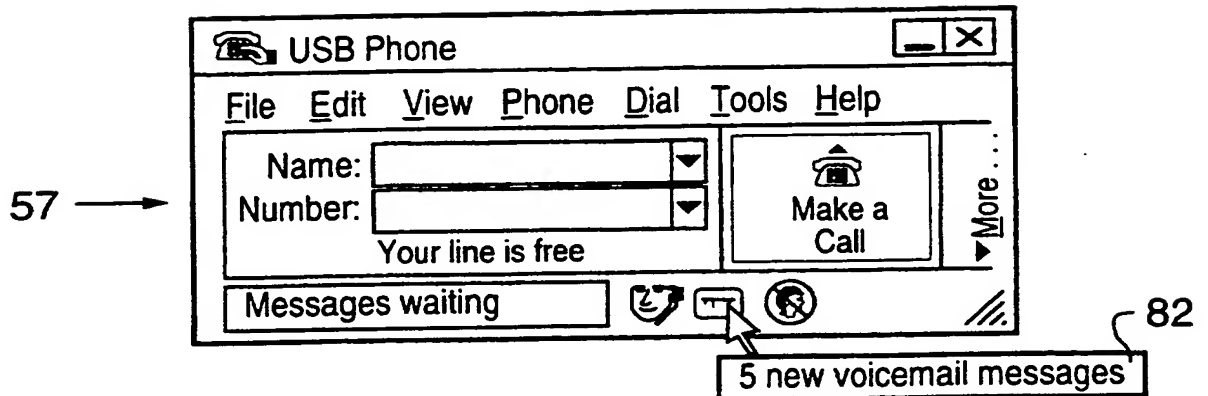 USB Phone
File Edit View Phone Dial Tools Help
Name:
Number:
Your line is free
Make a
Call
More...
57
Messages waiting
82
5 new voicemail messages